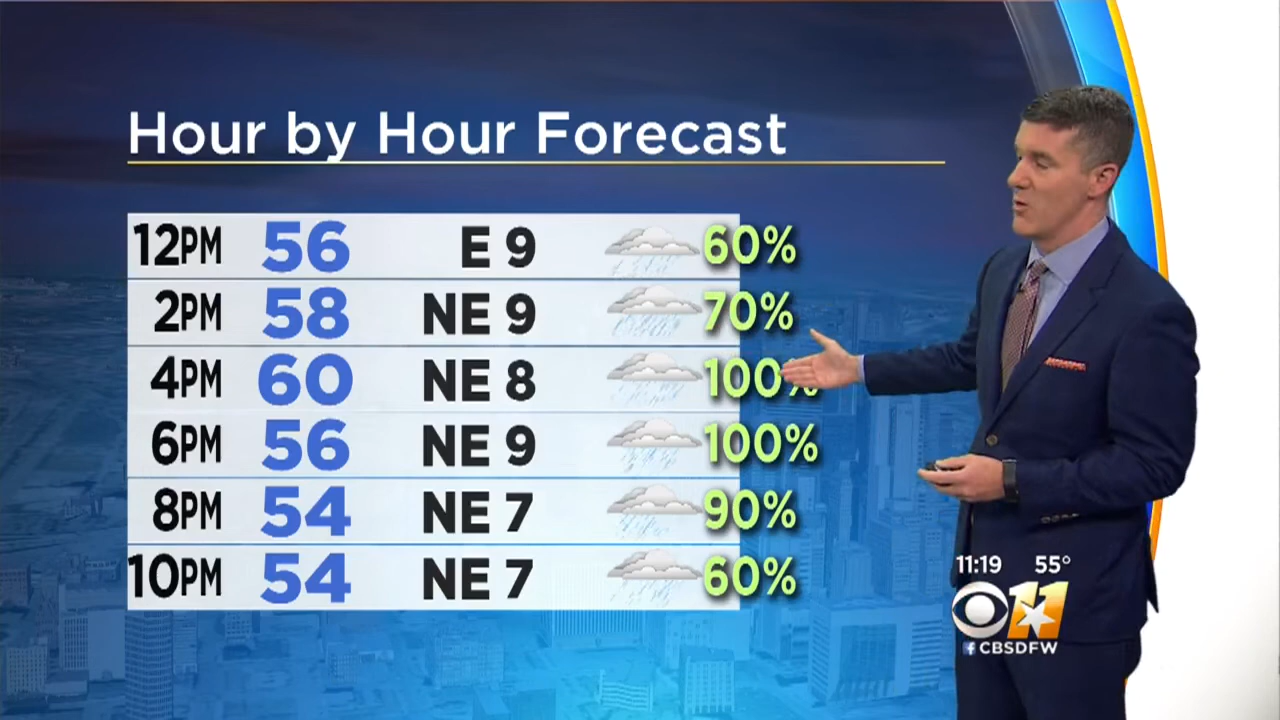 Hour by Hour Forecast
12PM 56 E 9 60%
2PM 58 NE 9 70%
4PM 60 NE 8 100%
6PM 56 NE 9 100%
8PM 54 NE 7 90%
10PM 54 NE 7 60%
11:19 55°
11
CBSDFW